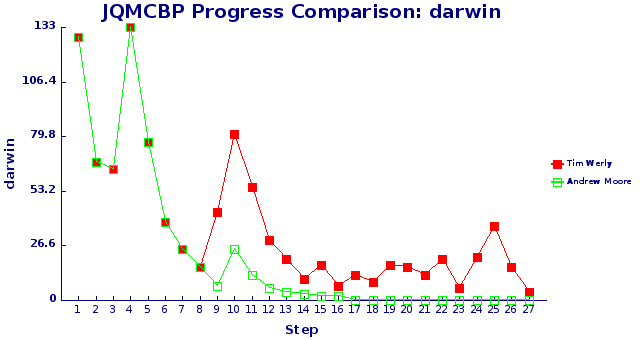 JQMCBP Progress Comparison: darwin
133
106.4
79.8
53.2
26.6
0
darwin
1 2 3 4 5 6 7 8 9 10 11 12 13 14 15 16 17 18 19 20 21 22 23 24 25 26 27
Step
Tim Werly
Andrew Moore